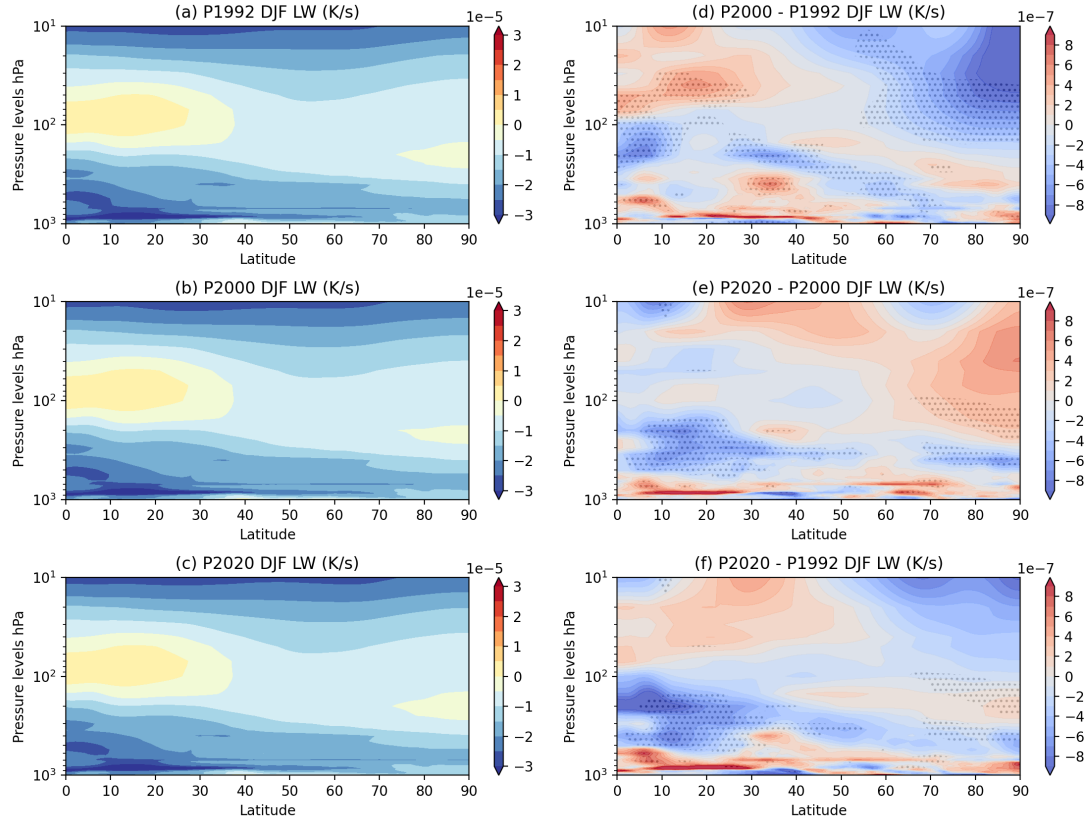 (a) P1992 DJF LW (K/s)
1e−5
10¹
10²
10³
Pressure levels hPa
0 10 20 30 40 50 60 70 80 90
Latitude
3
2
1
0
−1
−2
−3
(d) P2000 - P1992 DJF LW (K/s)
1e−7
10¹
10²
10³
Pressure levels hPa
0 10 20 30 40 50 60 70 80 90
Latitude
8
6
4
2
0
−2
−4
−6
−8
(b) P2000 DJF LW (K/s)
1e−5
10¹
10²
10³
Pressure levels hPa
0 10 20 30 40 50 60 70 80 90
Latitude
3
2
1
0
−1
−2
−3
(e) P2020 - P2000 DJF LW (K/s)
1e−7
10¹
10²
10³
Pressure levels hPa
0 10 20 30 40 50 60 70 80 90
Latitude
8
6
4
2
0
−2
−4
−6
−8
(c) P2020 DJF LW (K/s)
1e−5
10¹
10²
10³
Pressure levels hPa
0 10 20 30 40 50 60 70 80 90
Latitude
3
2
1
0
−1
−2
−3
(f) P2020 - P1992 DJF LW (K/s)
1e−7
10¹
10²
10³
Pressure levels hPa
0 10 20 30 40 50 60 70 80 90
Latitude
8
6
4
2
0
−2
−4
−6
−8